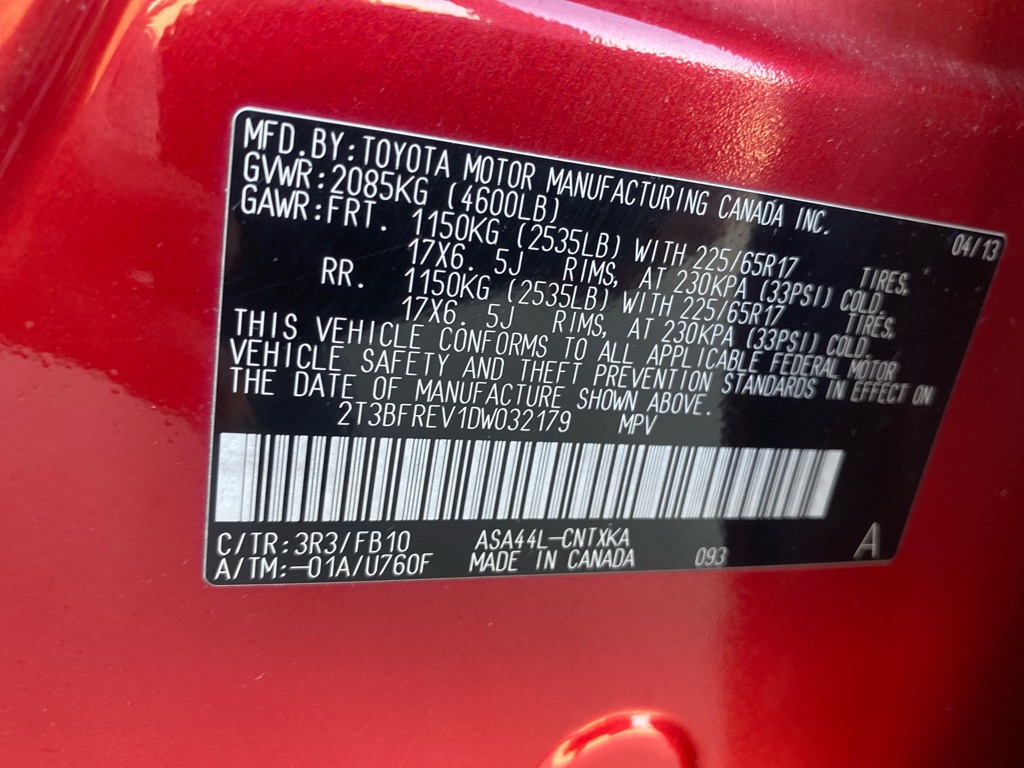 MFD. BY: TOYOTA MOTOR MANUFACTURING CANADA INC.
GVWR: 2085KG (4600LB) 04/13
GAWR: FRT. 1150KG (2535LB) WITH 225/65R17 TIRES,
17X6. 5J RIMS, AT 230KPA (33PSI) COLD.
RR. 1150KG (2535LB) WITH 225/65R17 TIRES,
17X6. 5J RIMS, AT 230KPA (33PSI) COLD.
THIS VEHICLE CONFORMS TO ALL APPLICABLE FEDERAL MOTOR
VEHICLE SAFETY AND THEFT PREVENTION STANDARDS IN EFFECT ON
THE DATE OF MANUFACTURE SHOWN ABOVE.
2T3BFREV1DW032179 MPV
C/TR: 3R3/FB10 ASA44L-CNTXKA
A/TM: -01A/U760F MADE IN CANADA 093 A